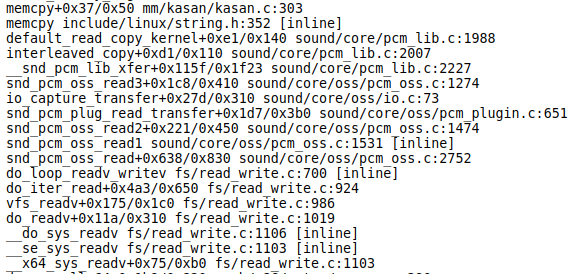 memcpy+0x37/0x50 mm/kasan/kasan.c:303
memcpy include/linux/string.h:352 [inline]
default_read_copy_kernel+0xe1/0x140 sound/core/pcm_lib.c:1988
interleaved_copy+0xd1/0x110 sound/core/pcm_lib.c:2007
__snd_pcm_lib_xfer+0x115f/0x1f23 sound/core/pcm_lib.c:2227
snd_pcm_oss_read3+0x1c8/0x410 sound/core/oss/pcm_oss.c:1274
io_capture_transfer+0x27d/0x310 sound/core/oss/io.c:73
snd_pcm_plug_read_transfer+0x1d7/0x3b0 sound/core/oss/pcm_plugin.c:651
snd_pcm_oss_read2+0x221/0x450 sound/core/oss/pcm_oss.c:1474
snd_pcm_oss_read1 sound/core/oss/pcm_oss.c:1531 [inline]
snd_pcm_oss_read+0x638/0x830 sound/core/oss/pcm_oss.c:2752
do_loop_readv_writev fs/read_write.c:700 [inline]
do_iter_read+0x4a3/0x650 fs/read_write.c:924
vfs_readv+0x175/0x1c0 fs/read_write.c:986
do_readv+0x11a/0x310 fs/read_write.c:1019
__do_sys_readv fs/read_write.c:1106 [inline]
__se_sys_readv fs/read_write.c:1103 [inline]
__x64_sys_readv+0x75/0xb0 fs/read_write.c:1103